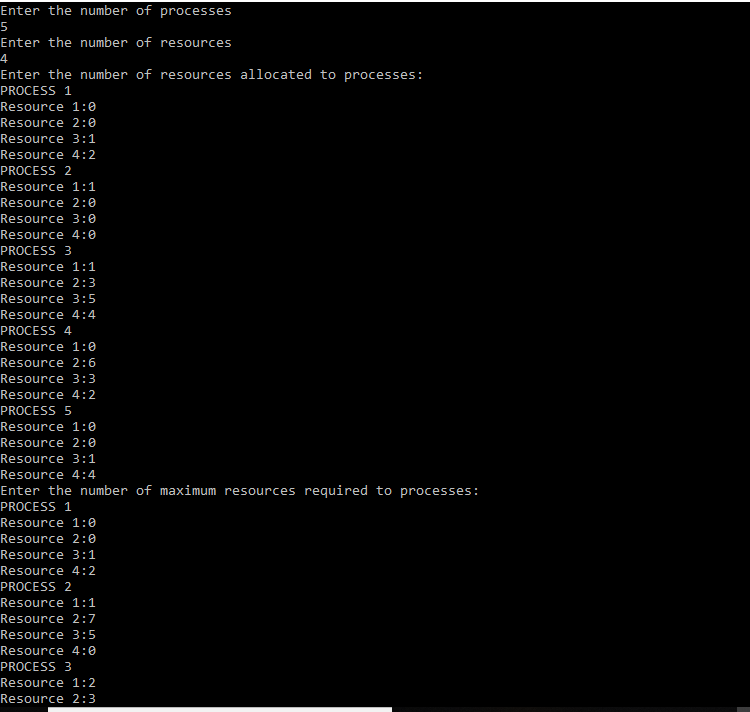 Enter the number of processes
5
Enter the number of resources
4
Enter the number of resources allocated to processes:
PROCESS 1
Resource 1:0
Resource 2:0
Resource 3:1
Resource 4:2
PROCESS 2
Resource 1:1
Resource 2:0
Resource 3:0
Resource 4:0
PROCESS 3
Resource 1:1
Resource 2:3
Resource 3:5
Resource 4:4
PROCESS 4
Resource 1:0
Resource 2:6
Resource 3:3
Resource 4:2
PROCESS 5
Resource 1:0
Resource 2:0
Resource 3:1
Resource 4:4
Enter the number of maximum resources required to processes:
PROCESS 1
Resource 1:0
Resource 2:0
Resource 3:1
Resource 4:2
PROCESS 2
Resource 1:1
Resource 2:7
Resource 3:5
Resource 4:0
PROCESS 3
Resource 1:2
Resource 2:3